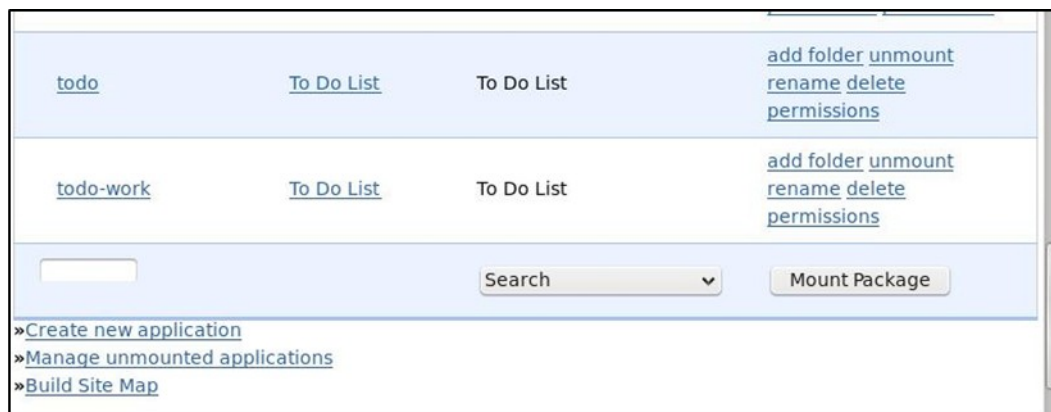 add folder unmount
todo To Do List To Do List rename delete
permissions
add folder unmount
todo-work To Do List To Do List rename delete
permissions
Search Mount Package
»Create new application
»Manage unmounted applications
»Build Site Map